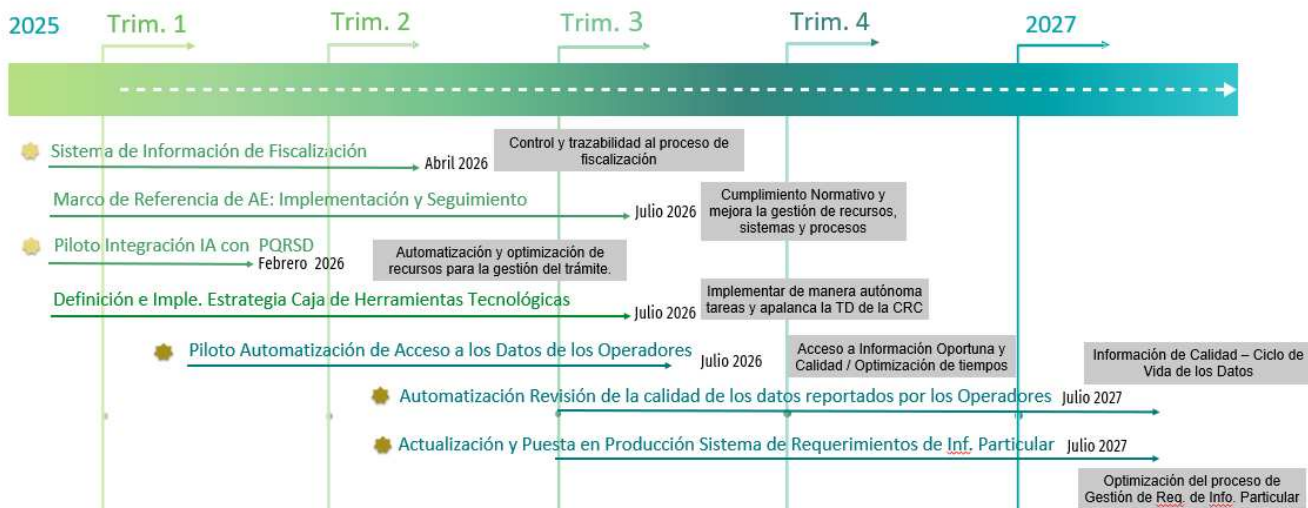 2025 Trim. 1 Trim. 2 Trim. 3 Trim. 4 2027
Sistema de Información de Fiscalización
Abril 2026
Control y trazabilidad al proceso de
fiscalización
Marco de Referencia de AE: Implementación y Seguimiento
Julio 2026
Cumplimiento Normativo y
mejora la gestión de recursos,
sistemas y procesos
Piloto Integración IA con PQRSD
Febrero 2026
Automatización y optimización de
recursos para la gestión del trámite.
Definición e Imple. Estrategia Caja de Herramientas Tecnológicas
Julio 2026
Implementar de manera autónoma
tareas y apalanca la TD de la CRC
Piloto Automatización de Acceso a los Datos de los Operadores
Julio 2026
Acceso a Información Oportuna y
Calidad / Optimización de tiempos
Información de Calidad – Ciclo de
Vida de los Datos
Automatización Revisión de la calidad de los datos reportados por los Operadores
Julio 2027
Actualización y Puesta en Producción Sistema de Requerimientos de Inf. Particular
Julio 2027
Optimización del proceso de
Gestión de Req. de Info. Particular